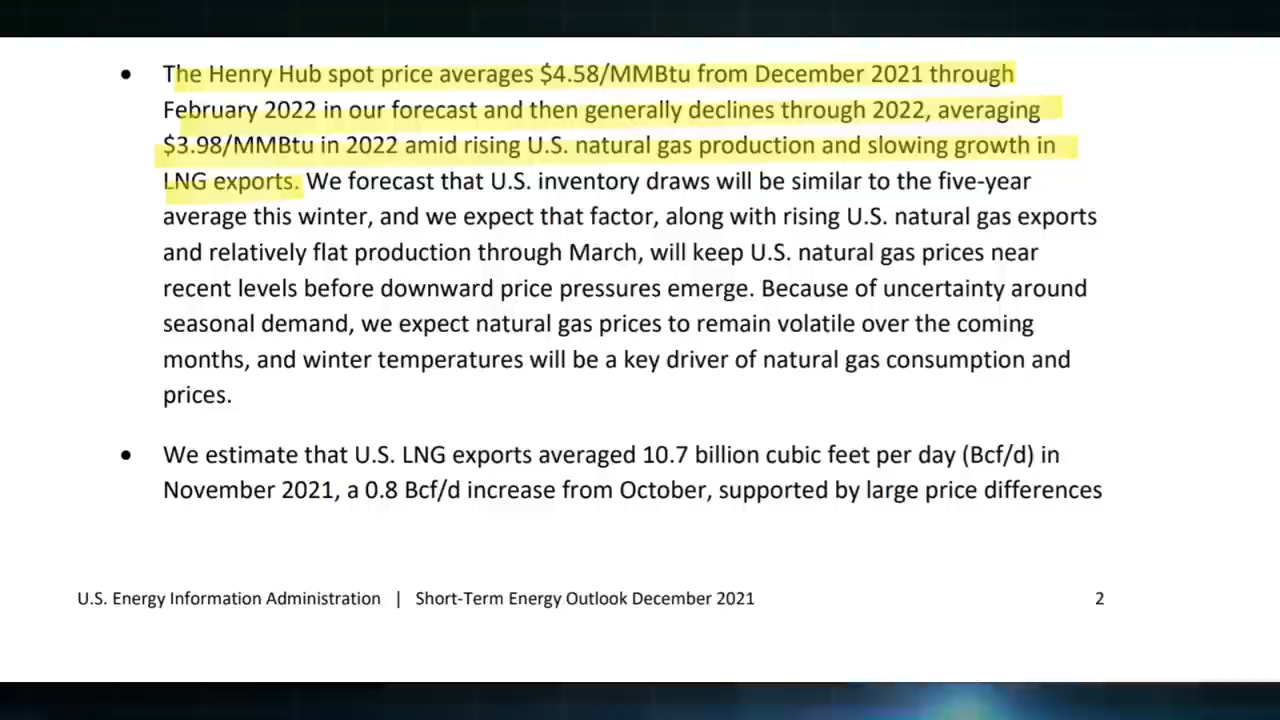 • The Henry Hub spot price averages $4.58/MMBtu from December 2021 through
February 2022 in our forecast and then generally declines through 2022, averaging
$3.98/MMBtu in 2022 amid rising U.S. natural gas production and slowing growth in
LNG exports. We forecast that U.S. inventory draws will be similar to the five-year
average this winter, and we expect that factor, along with rising U.S. natural gas exports
and relatively flat production through March, will keep U.S. natural gas prices near
recent levels before downward price pressures emerge. Because of uncertainty around
seasonal demand, we expect natural gas prices to remain volatile over the coming
months, and winter temperatures will be a key driver of natural gas consumption and
prices.
• We estimate that U.S. LNG exports averaged 10.7 billion cubic feet per day (Bcf/d) in
November 2021, a 0.8 Bcf/d increase from October, supported by large price differences
U.S. Energy Information Administration | Short-Term Energy Outlook December 2021 2